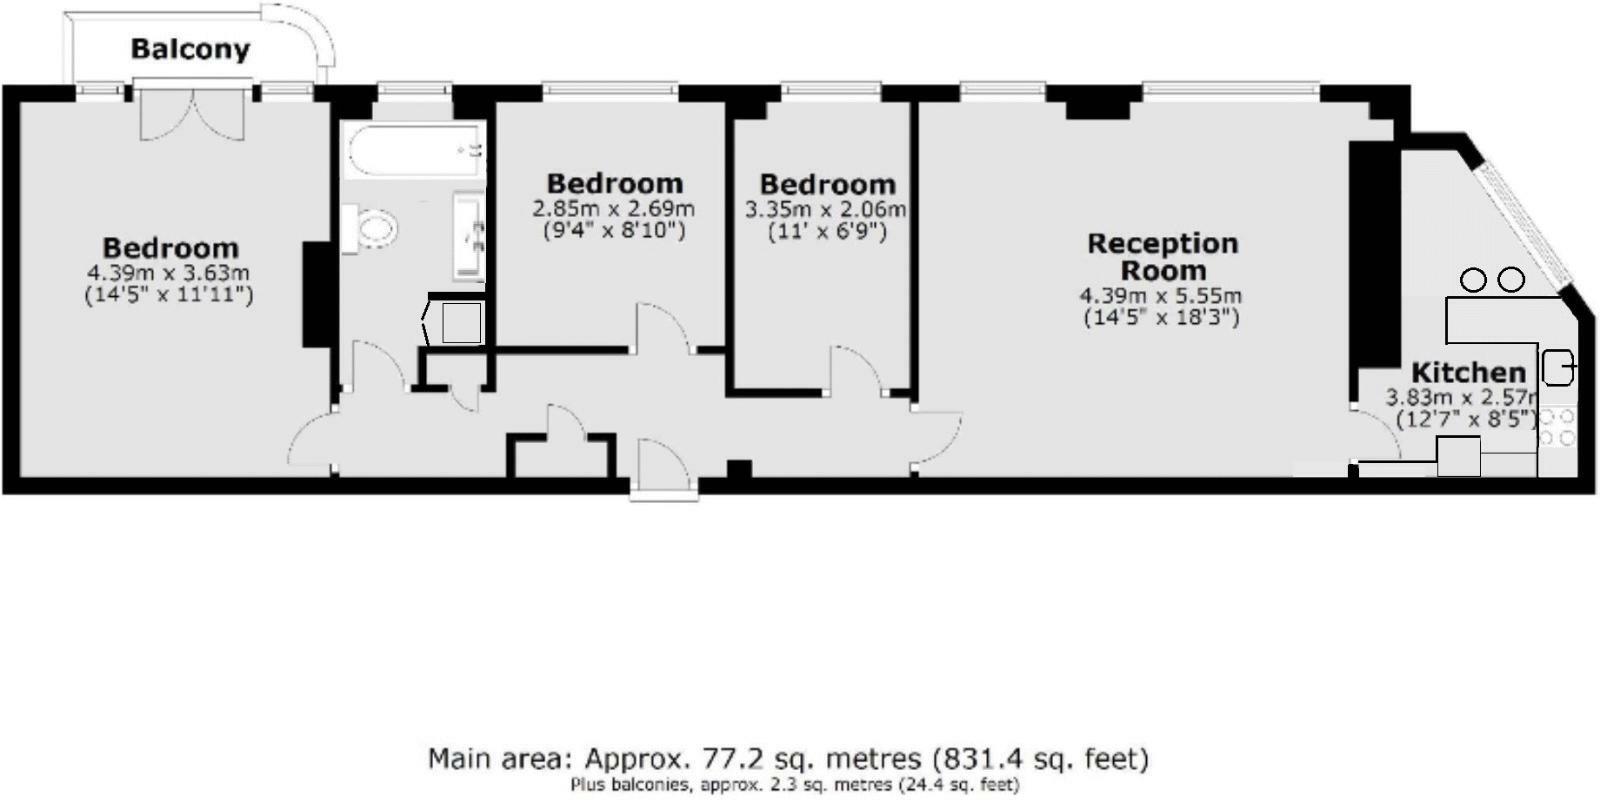 Balcony
Bedroom
4.39m x 3.63m
(14'5" x 11'11")
Bedroom
2.85m x 2.69m
(9'4" x 8'10")
Bedroom
3.35m x 2.06m
(11' x 6'9")
Reception
Room
4.39m x 5.55m
(14'5" x 18'3")
Kitchen
3.83m x 2.57m
(12'7" x 8'5")
Main area: Approx. 77.2 sq. metres (831.4 sq. feet)
Plus balconies, approx. 2.3 sq. metres (24.4 sq. feet)